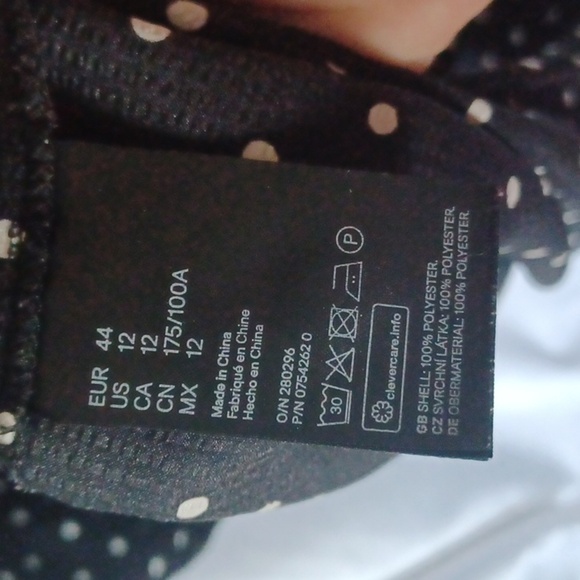 EUR 44
US 12
CA 12
CN 175/100A
MX 12
Made in China
Fabriqué en Chine
Hecho en China
O/N 280296
P/N 0754262 0
30 P
clevercare.info
GB SHELL: 100% POLYESTER.
CZ SVRCHNÍ LÁTKA: 100% POLYESTER.
DE OBERMATERIAL: 100% POLYESTER.